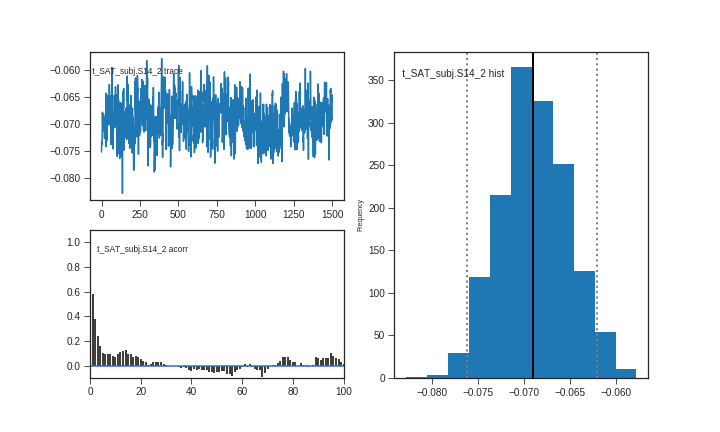 t_SAT_subj.S14_2 trace
−0.060
−0.065
−0.070
−0.075
−0.080
0 250 500 750 1000 1250 1500
t_SAT_subj.S14_2 acorr
1.0
0.8
0.6
0.4
0.2
0.0
0 20 40 60 80 100
t_SAT_subj.S14_2 hist
Frequency
350
300
250
200
150
100
50
0
−0.080 −0.075 −0.070 −0.065 −0.060